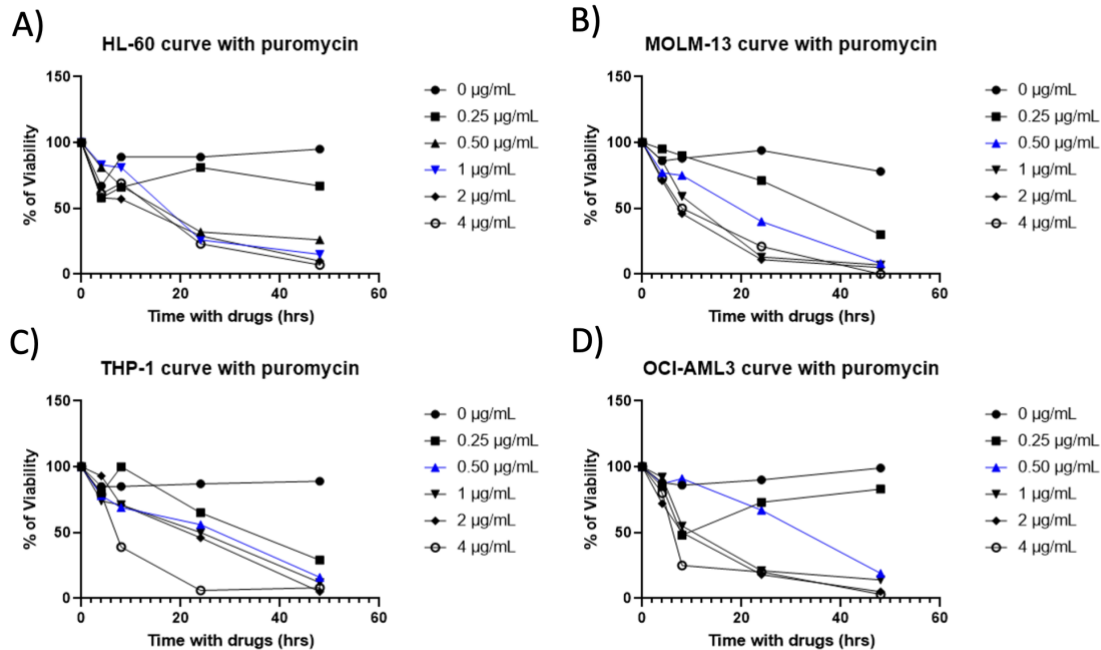 A)
HL-60 curve with puromycin
150
100
50
0
% of Viability
0
20
40
60
Time with drugs (hrs)
0 µg/mL
0.25 µg/mL
0.50 µg/mL
1 µg/mL
2 µg/mL
4 µg/mL
B)
MOLM-13 curve with puromycin
150
100
50
0
% of Viability
0
20
40
60
Time with drugs (hrs)
0 µg/mL
0.25 µg/mL
0.50 µg/mL
1 µg/mL
2 µg/mL
4 µg/mL
C)
THP-1 curve with puromycin
150
100
50
0
% of Viability
0
20
40
60
Time with drugs (hrs)
0 µg/mL
0.25 µg/mL
0.50 µg/mL
1 µg/mL
2 µg/mL
4 µg/mL
D)
OCI-AML3 curve with puromycin
150
100
50
0
% of Viability
0
20
40
60
Time with drugs (hrs)
0 µg/mL
0.25 µg/mL
0.50 µg/mL
1 µg/mL
2 µg/mL
4 µg/mL